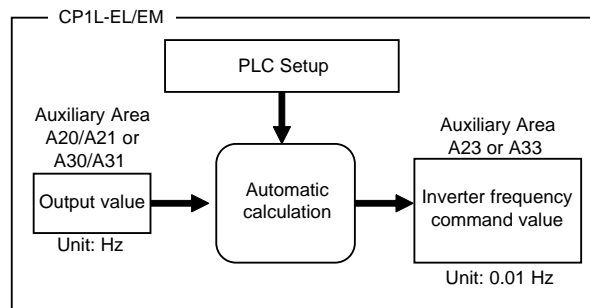 CP1L-EL/EM
PLC Setup
Auxiliary Area
A20/A21 or
A30/A31
Output value
Unit: Hz
Automatic
calculation
Auxiliary Area
A23 or A33
Inverter frequency
command value
Unit: 0.01 Hz